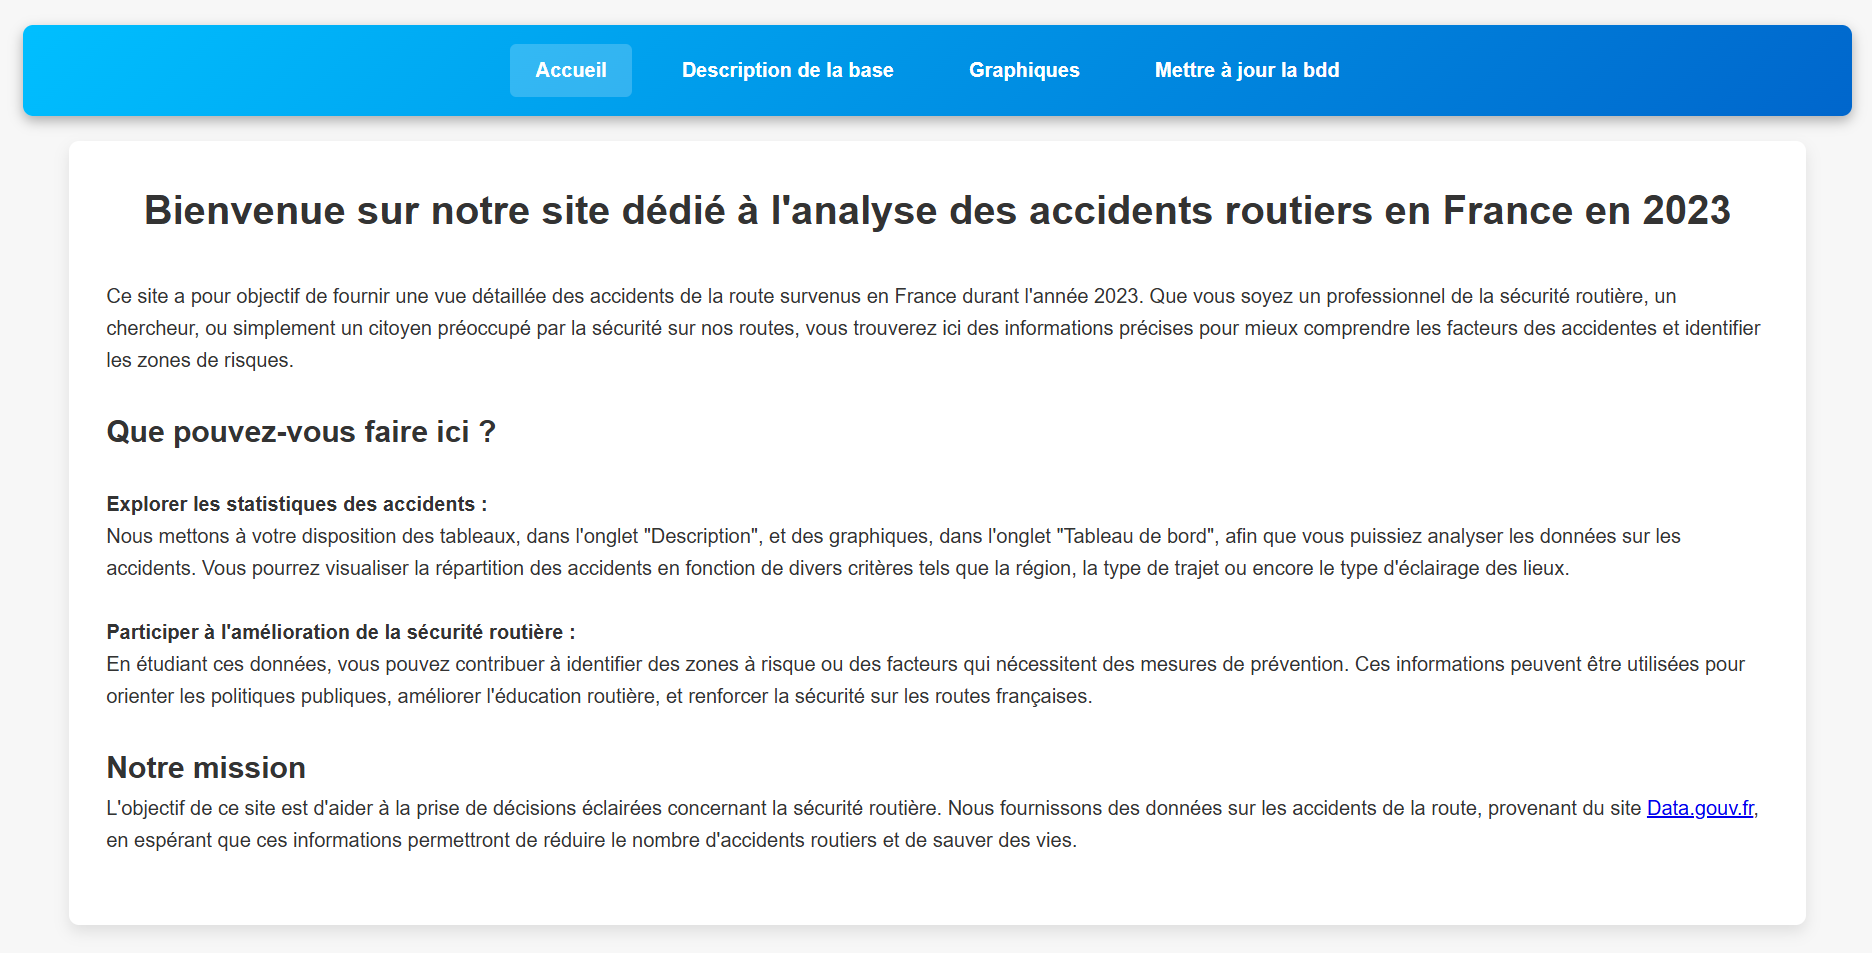 Accueil
Description de la base
Graphiques
Mettre à jour la bdd
Bienvenue sur notre site dédié à l'analyse des accidents routiers en France en 2023
Ce site a pour objectif de fournir une vue détaillée des accidents de la route survenus en France durant l'année 2023. Que vous soyez un professionnel de la sécurité routière, un
chercheur, ou simplement un citoyen préoccupé par la sécurité sur nos routes, vous trouverez ici des informations précises pour mieux comprendre les facteurs des accidentes et identifier
les zones de risques.
Que pouvez-vous faire ici ?
Explorer les statistiques des accidents :
Nous mettons à votre disposition des tableaux, dans l'onglet "Description", et des graphiques, dans l'onglet "Tableau de bord", afin que vous puissiez analyser les données sur les
accidents. Vous pourrez visualiser la répartition des accidents en fonction de divers critères tels que la région, la type de trajet ou encore le type d'éclairage des lieux.
Participer à l'amélioration de la sécurité routière :
En étudiant ces données, vous pouvez contribuer à identifier des zones à risque ou des facteurs qui nécessitent des mesures de prévention. Ces informations peuvent être utilisées pour
orienter les politiques publiques, améliorer l'éducation routière, et renforcer la sécurité sur les routes françaises.
Notre mission
L'objectif de ce site est d'aider à la prise de décisions éclairées concernant la sécurité routière. Nous fournissons des données sur les accidents de la route, provenant du site Data.gouv.fr,
en espérant que ces informations permettront de réduire le nombre d'accidents routiers et de sauver des vies.